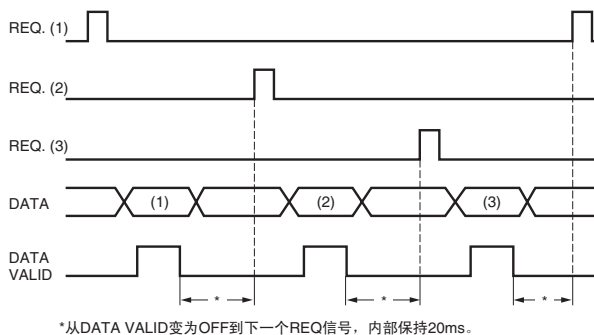 REQ. (1)
REQ. (2)
REQ. (3)
DATA
(1)
(2)
(3)
DATA
VALID
*
*
*
*从DATA VALID变为OFF到下一个REQ信号，内部保持20ms。